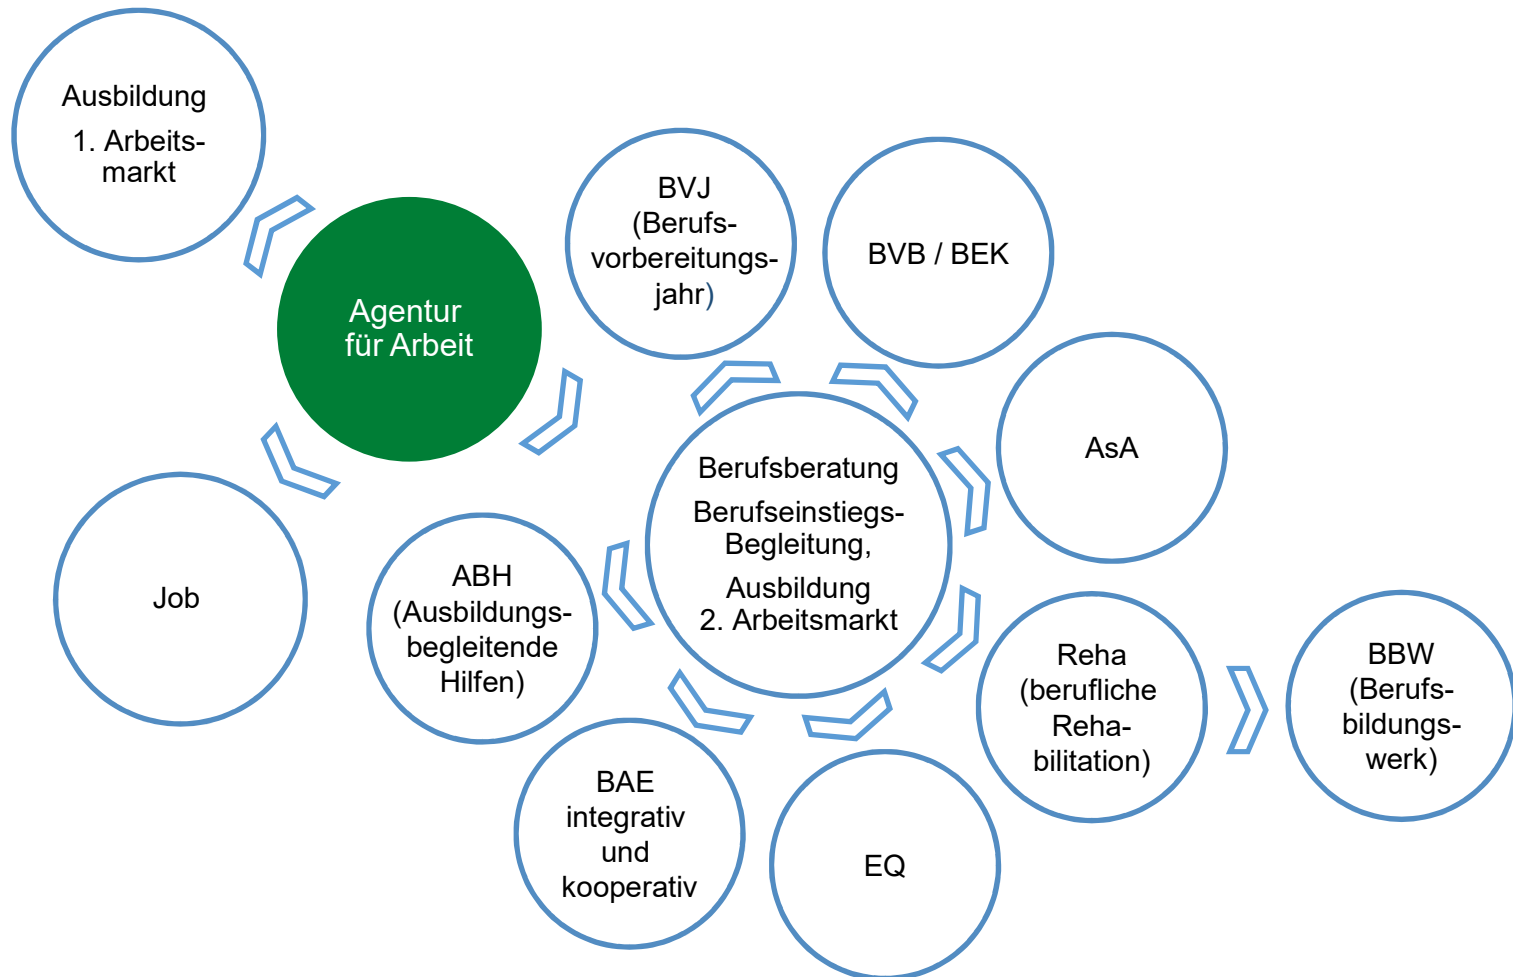 Ausbildung
1. Arbeits-
markt
Agentur
für Arbeit
BVJ
(Berufs-
vorbereitungs-
jahr)
BVB / BEK
AsA
Berufsberatung
Berufseinstiegs-
Begleitung,
Ausbildung
2. Arbeitsmarkt
Job
ABH
(Ausbildungs-
begleitende
Hilfen)
Reha
(berufliche
Reha-
bilitation)
BBW
(Berufs-
bildungs-
werk)
BAE
integrativ
und
kooperativ
EQ